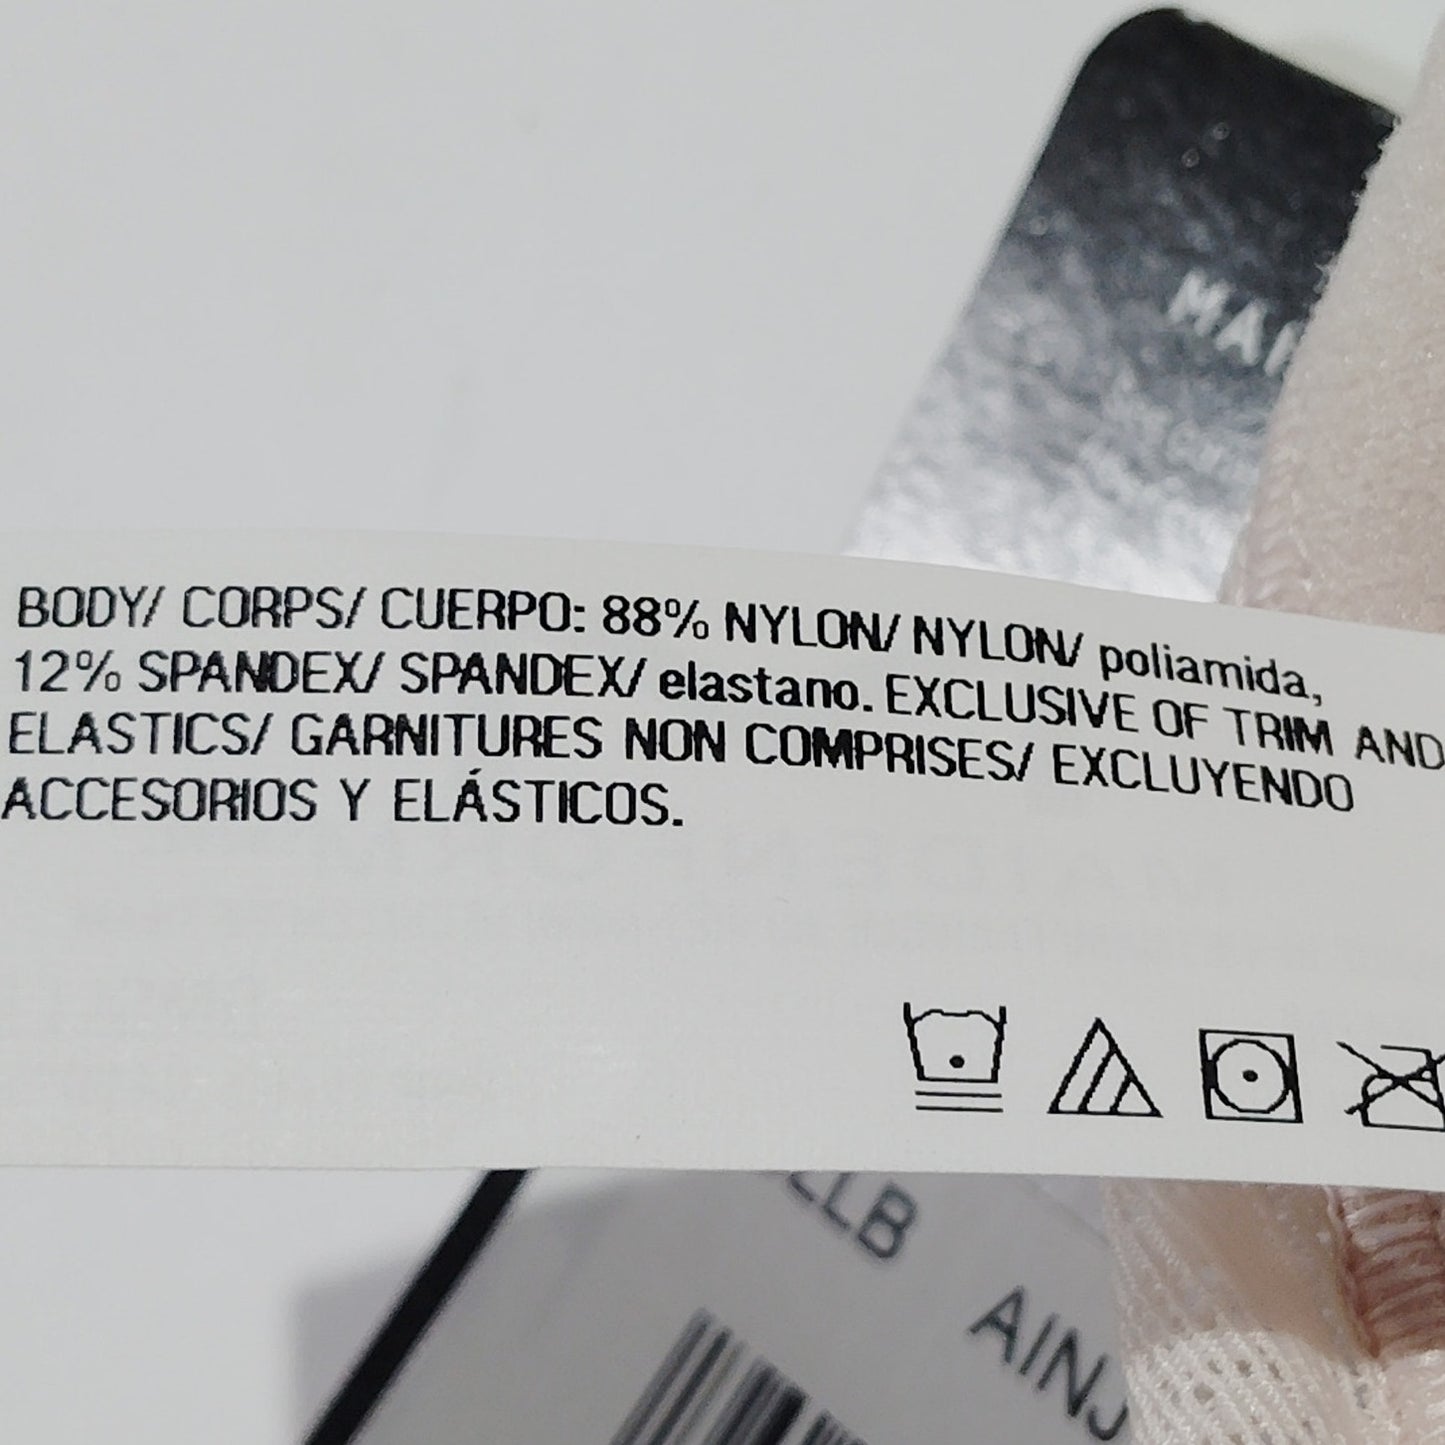 BODY/ CORPS/ CUERPO: 88% NYLON/ NYLON/ poliamida,
12% SPANDEX/ SPANDEX/ elastano. EXCLUSIVE OF TRIM AND
ELASTICS/ GARNITURES NON COMPRISES/ EXCLUYENDO
ACCESORIOS Y ELÁSTICOS.